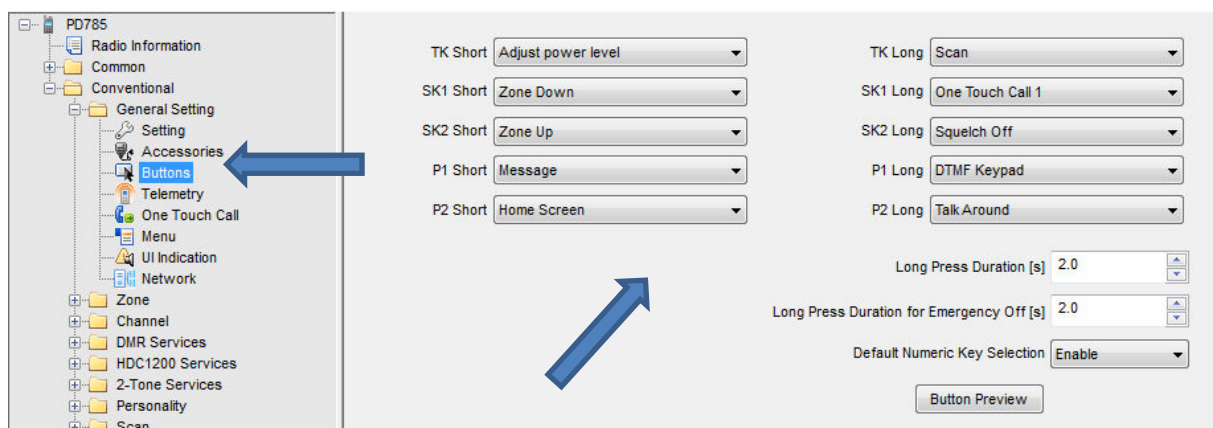 PD785
Radio Information
Common
Conventional
General Setting
Setting
Accessories
Buttons
Telemetry
One Touch Call
Menu
UI Indication
Network
Zone
Channel
DMR Services
HDC1200 Services
2-Tone Services
Personality
Scan
TK Short Adjust power level TK Long Scan
SK1 Short Zone Down SK1 Long One Touch Call 1
SK2 Short Zone Up SK2 Long Squelch Off
P1 Short Message P1 Long DTMF Keypad
P2 Short Home Screen P2 Long Talk Around
Long Press Duration [s] 2.0
Long Press Duration for Emergency Off [s] 2.0
Default Numeric Key Selection Enable
Button Preview